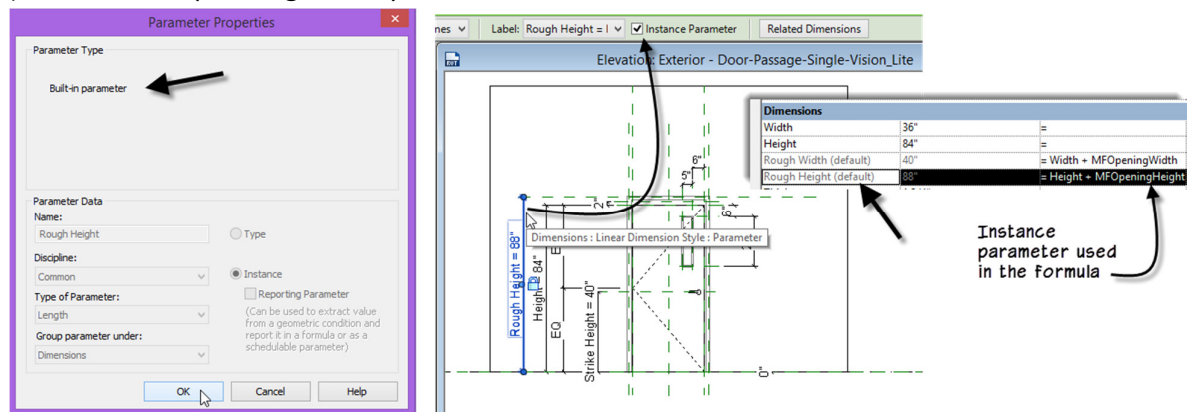 Parameter Properties
Parameter Type
Built-in parameter
Parameter Data
Name:
Rough Height
Type
Discipline:
Common
Instance
Type of Parameter:
Reporting Parameter
Length
(Can be used to extract value
from a geometric condition and
report it in a formula or as a
schedulable parameter)
Group parameter under:
Dimensions
OK
Cancel
Help
Label: Rough Height = Instance Parameter Related Dimensions
Elevation: Exterior - Door-Passage-Single-Vision_Lite
Dimensions
Width 36" =
Height 84" =
Rough Width (default) 40" = Width + MFOpeningWidth
Rough Height (default) 88" = Height + MFOpeningHeight
6"
5"
2"
6"
Dimensions : Linear Dimension Style : Parameter
Rough Height = 88"
Height = 84"
EQ
Strike Height = 40"
0"
Instance
parameter used
in the formula